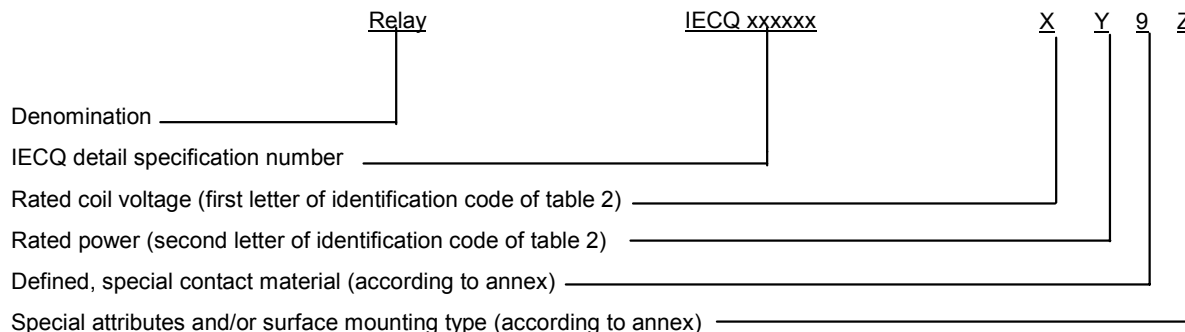 Relay IECQ xxxxxx X Y 9 Z
Denomination
IECQ detail specification number
Rated coil voltage (first letter of identification code of table 2)
Rated power (second letter of identification code of table 2)
Defined, special contact material (according to annex)
Special attributes and/or surface mounting type (according to annex)